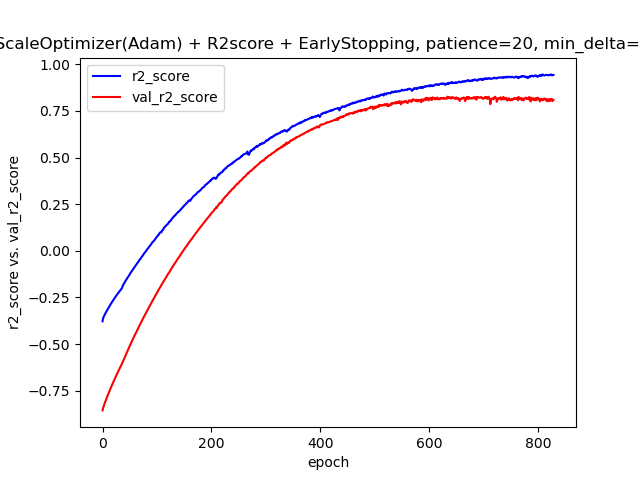 ScaleOptimizer(Adam) + R2score + EarlyStopping, patience=20, min_delta=
r2_score
val_r2_score
r2_score vs. val_r2_score
1.00
0.75
0.50
0.25
0.00
−0.25
−0.50
−0.75
0 200 400 600 800
epoch